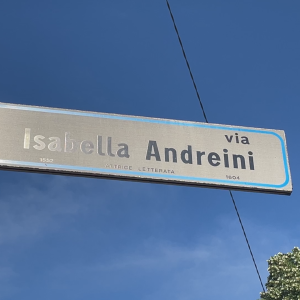 via
Isabella Andreini
1562 1604
ATTRICE LETTERATA